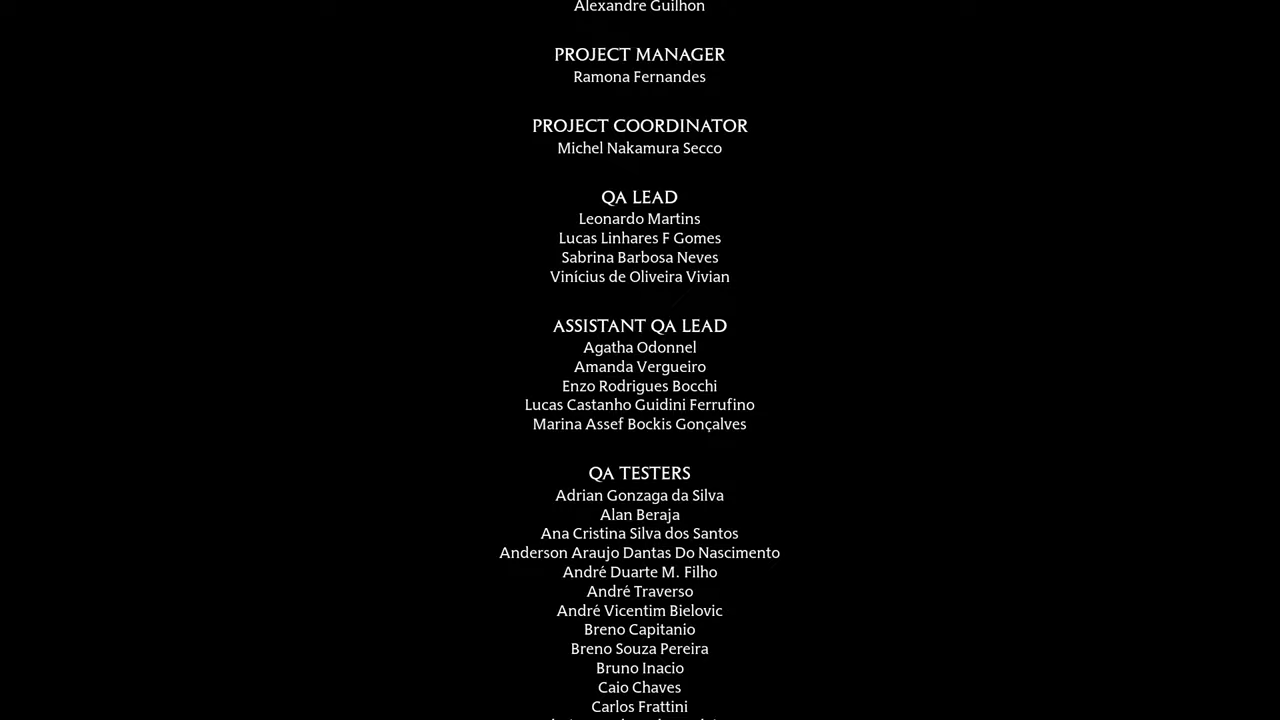 Alexandre Guilhon
PROJECT MANAGER
Ramona Fernandes
PROJECT COORDINATOR
Michel Nakamura Secco
QA LEAD
Leonardo Martins
Lucas Linhares F Gomes
Sabrina Barbosa Neves
Vinícius de Oliveira Vivian
ASSISTANT QA LEAD
Agatha Odonnel
Amanda Vergueiro
Enzo Rodrigues Bocchi
Lucas Castanho Guidini Ferrufino
Marina Assef Bockis Gonçalves
QA TESTERS
Adrian Gonzaga da Silva
Alan Beraja
Ana Cristina Silva dos Santos
Anderson Araujo Dantas Do Nascimento
André Duarte M. Filho
André Traverso
André Vicentim Bielovic
Breno Capitanio
Breno Souza Pereira
Bruno Inacio
Caio Chaves
Carlos Frattini